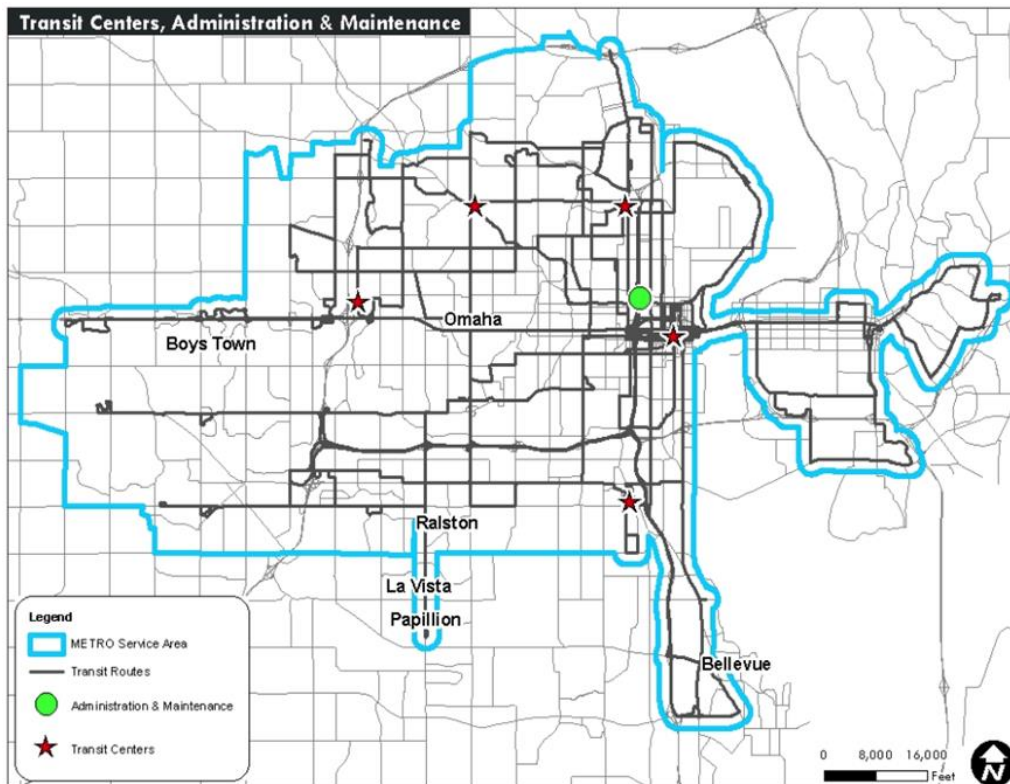 Transit Centers, Administration & Maintenance
Omaha
Boys Town
Ralston
La Vista
Papillion
Bellevue
Legend
METRO Service Area
Transit Routes
Administration & Maintenance
Transit Centers
0 8,000 16,000
Feet
N